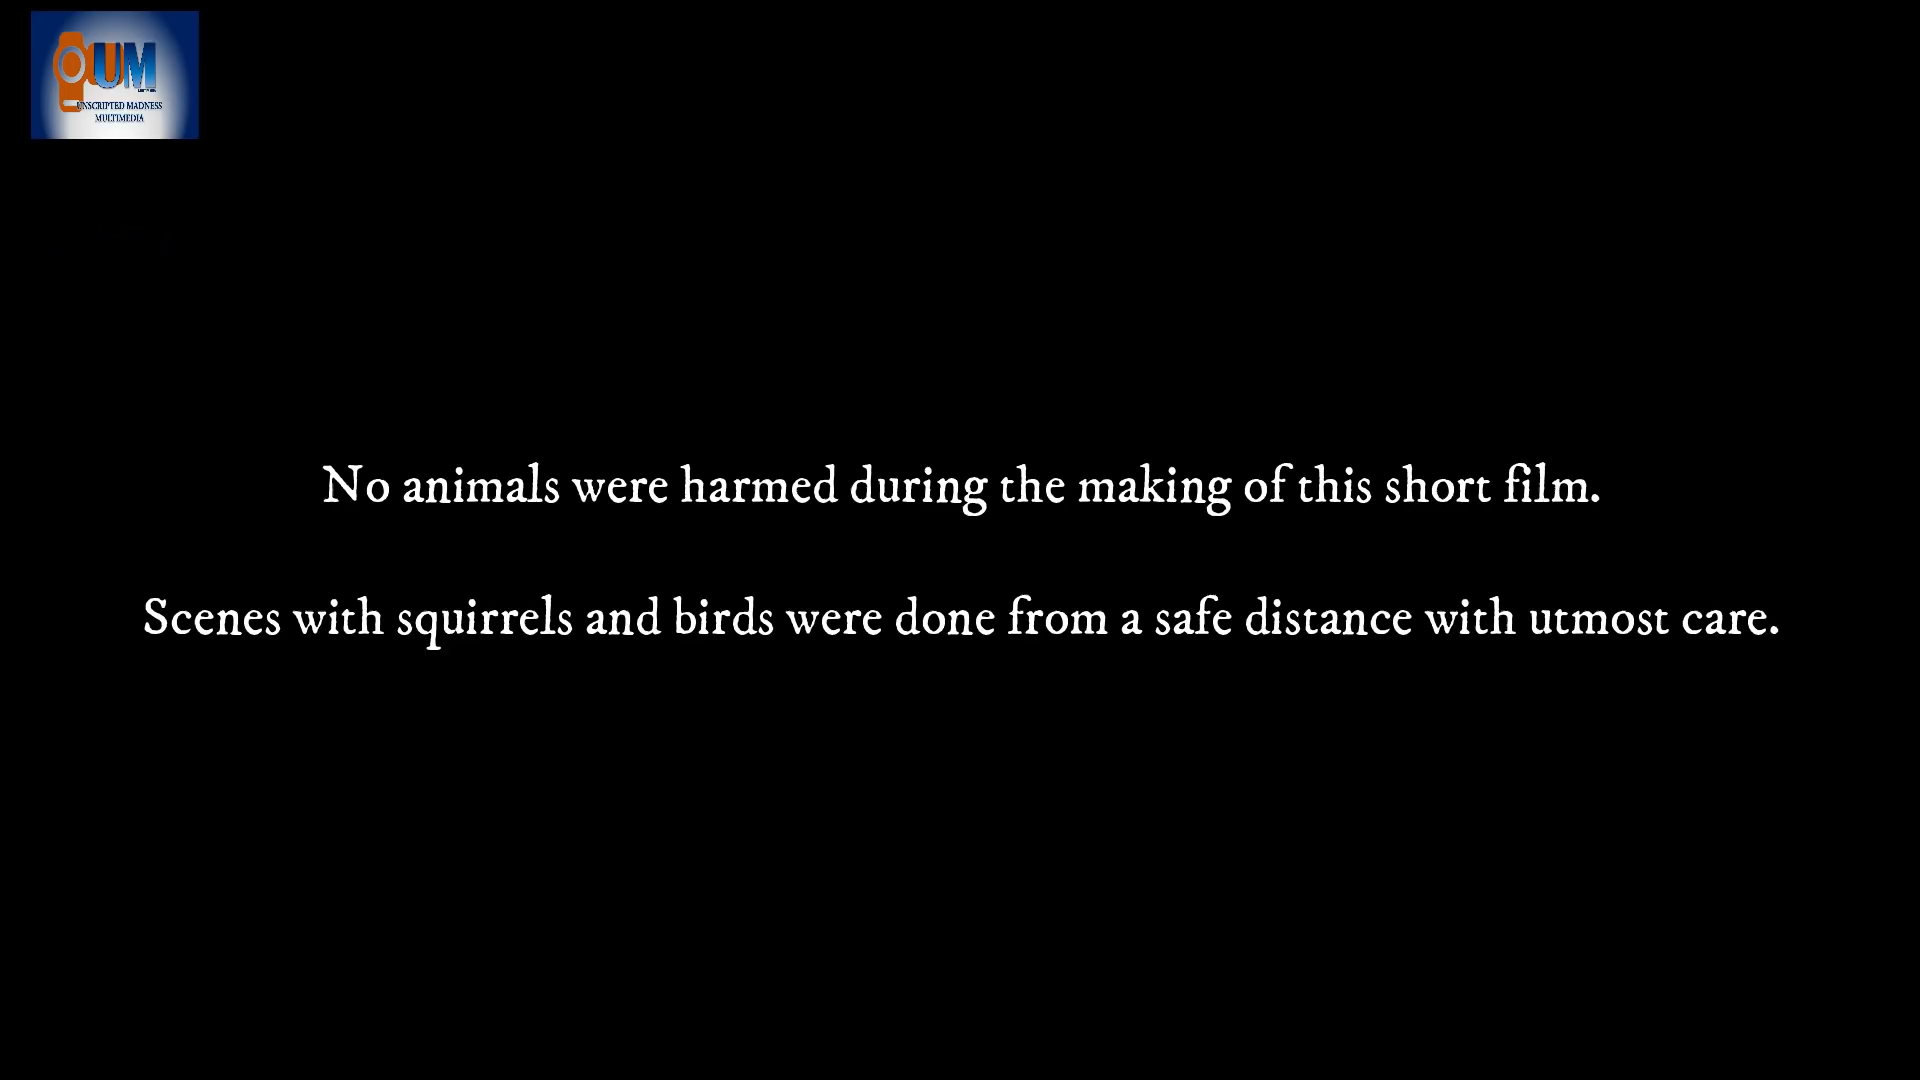 UM
UNSCRIPTED MADNESS
MULTIMEDIA
No animals were harmed during the making of this short film.
Scenes with squirrels and birds were done from a safe distance with utmost care.